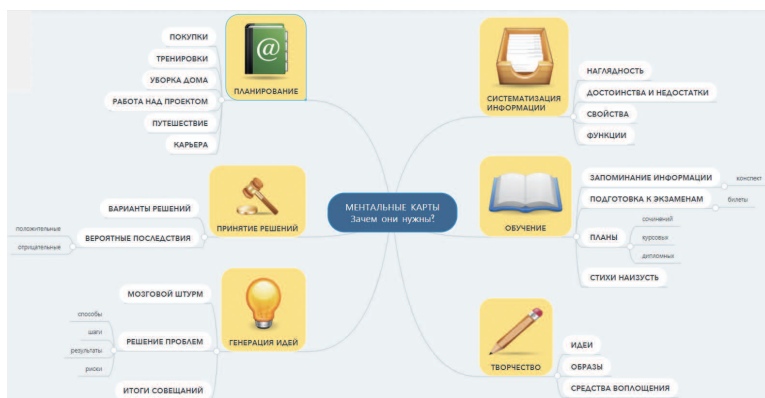 МЕНТАЛЬНЫЕ КАРТЫ
Зачем они нужны?
ПЛАНИРОВАНИЕ
ПОКУПКИ
ТРЕНИРОВКИ
УБОРКА ДОМА
РАБОТА НАД ПРОЕКТОМ
ПУТЕШЕСТВИЕ
КАРЬЕРА
ПРИНЯТИЕ РЕШЕНИЙ
ВАРИАНТЫ РЕШЕНИЙ
ВЕРОЯТНЫЕ ПОСЛЕДСТВИЯ
положительные
отрицательные
ГЕНЕРАЦИЯ ИДЕЙ
МОЗГОВОЙ ШТУРМ
РЕШЕНИЕ ПРОБЛЕМ
способы
шаги
результаты
риски
ИТОГИ СОВЕЩАНИЙ
СИСТЕМАТИЗАЦИЯ
ИНФОРМАЦИИ
НАГЛЯДНОСТЬ
ДОСТОИНСТВА И НЕДОСТАТКИ
СВОЙСТВА
ФУНКЦИИ
ОБУЧЕНИЕ
ЗАПОМИНАНИЕ ИНФОРМАЦИИ
конспект
ПОДГОТОВКА К ЭКЗАМЕНАМ
билеты
ПЛАНЫ
сочинений
курсовых
дипломных
СТИХИ НАИЗУСТЬ
ТВОРЧЕСТВО
ИДЕИ
ОБРАЗЫ
СРЕДСТВА ВОПЛОЩЕНИЯ